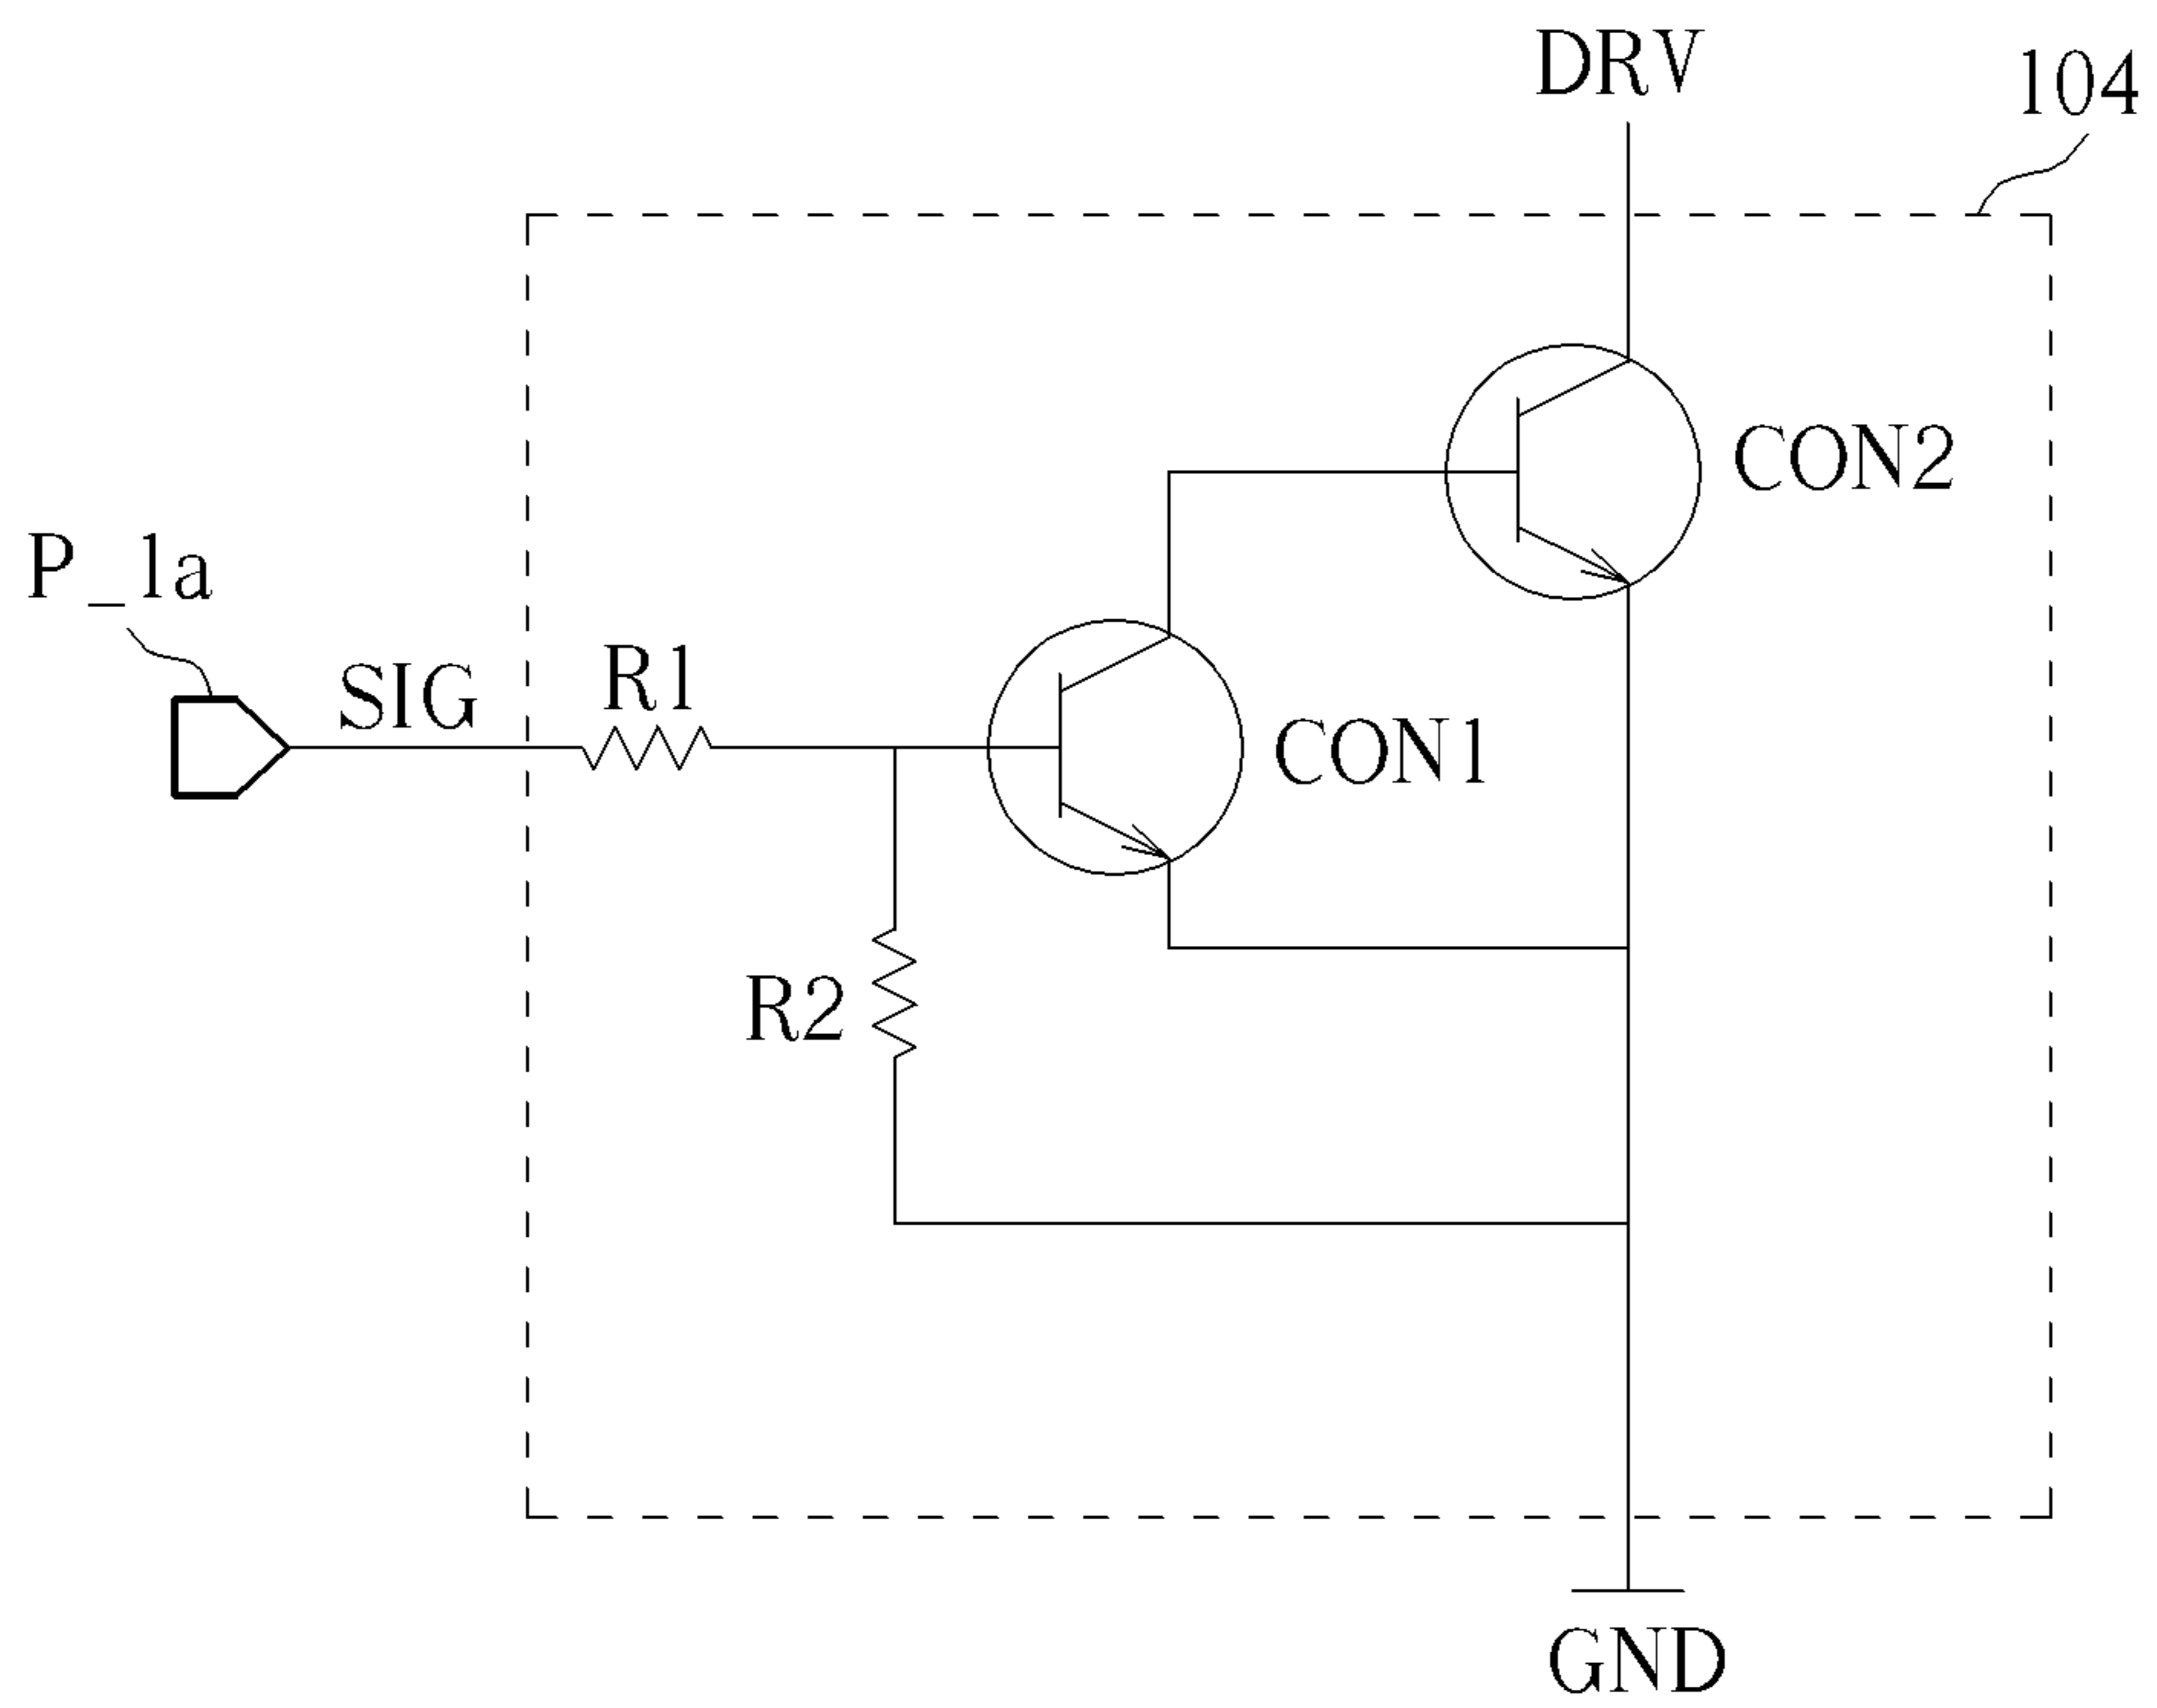 DRV
104
CON2
P_1a
SIG
R1
CON1
R2
GND